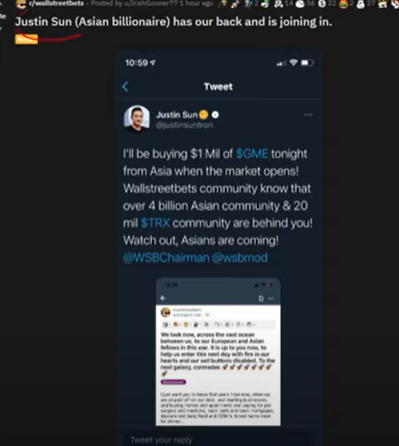 r/wallstreetbets · Posted by u/IrishGooner77 1 hour ago
Justin Sun (Asian billionaire) has our back and is joining in.
10:59
Tweet
Justin Sun
@justinsuntron
I'll be buying $1 Mil of $GME tonight
from Asia when the market opens!
Wallstreetbets community know that
over 4 billion Asian community & 20
mil $TRX community are behind you!
Watch out, Asians are coming!
@WSBChairman @wsbmod
We look now, across the vast ocean
between us, to our European and Asian
fellows in this war. It is up to you now, to
help us enter this next day with fire in our
hearts and our sell buttons disabled. To the
next galaxy, comrades 🚀🚀🚀🚀🚀🚀🚀
Tweet your reply